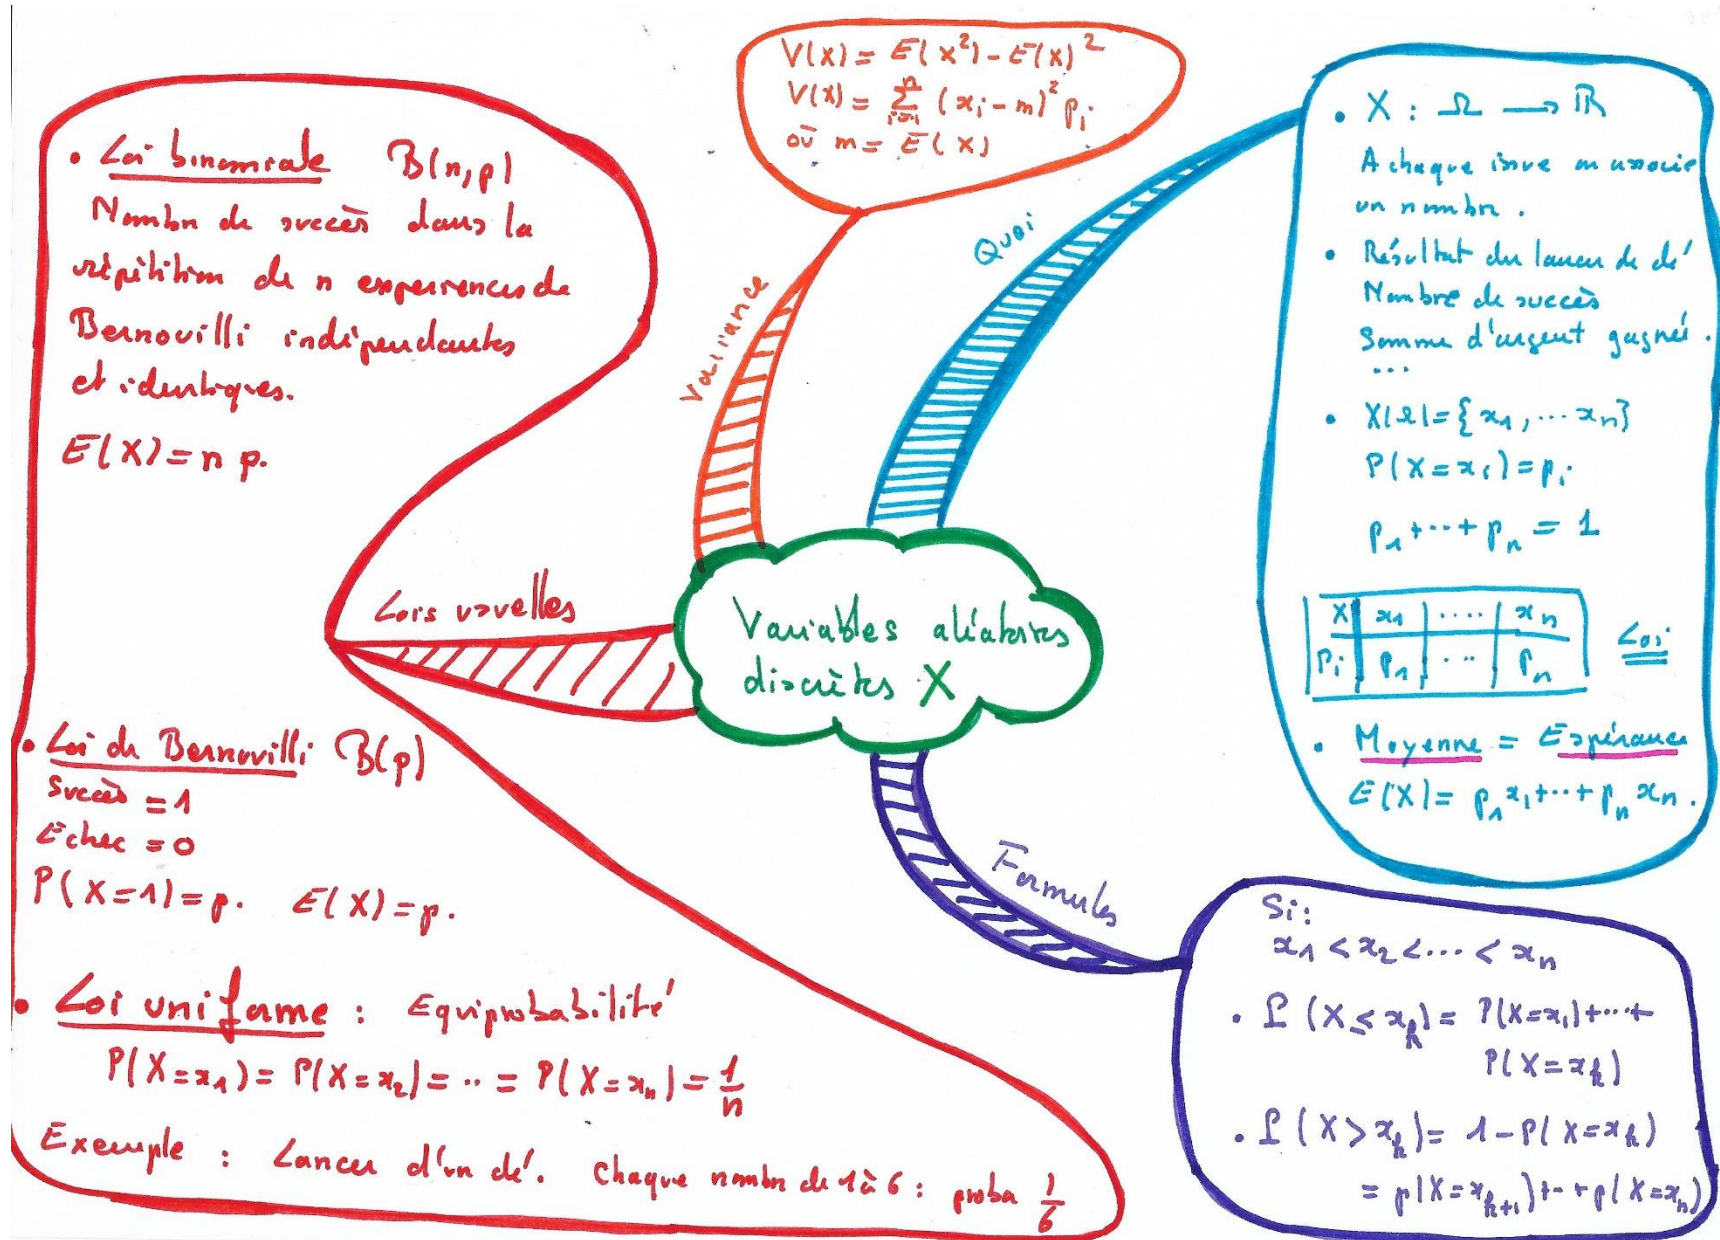 Variables aléatoires
discrètes X
Variance
V(X) = E(X²) - E(X)²
V(X) = ∑ᵢ₌₁ⁿ (xᵢ - m)² pᵢ
où m = E(X)
Quoi
• X : Ω → ℝ
A chaque issue on associe
un nombre.
• Résultat du lancer de dé
Nombre de succès
Somme d'argent gagné.
...
• X(Ω) = {x₁, ... xₙ}
P(X = xᵢ) = pᵢ
p₁ + ... + pₙ = 1
X | x₁ | .... | xₙ
pᵢ | p₁ | ... | pₙ
Loi
• Moyenne = Espérance
E(X) = p₁x₁ + ... + pₙxₙ.
Formules
Si :
x₁ < x₂ < ... < xₙ
• P(X ≤ xₖ) = P(X = x₁) + ... +
P(X = xₖ)
• P(X > xₖ) = 1 - P(X = xₖ)
= p(X = xₖ₊₁) + .. + p(X = xₙ)
Lois usuelles
• Loi binomiale B(n, p)
Nombre de succès dans la
répétition de n experiences de
Bernouilli indépendantes
et identiques.
E(X) = n p.
• Loi de Bernouilli B(p)
Succès = 1
Echec = 0
P(X = 1) = p. E(X) = p.
• Loi uniforme : Equiprobabilité
P(X = x₁) = P(X = x₂) = .. = P(X = xₙ) = 1/n
Exemple : Lancer d'un dé. Chaque nombre de 1 à 6 : proba 1/6